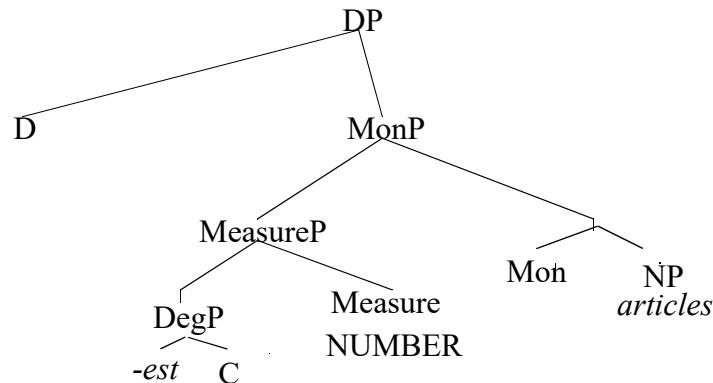 DP
D MonP
MeasureP
Mon NP
DegP Measure articles
-est C NUMBER